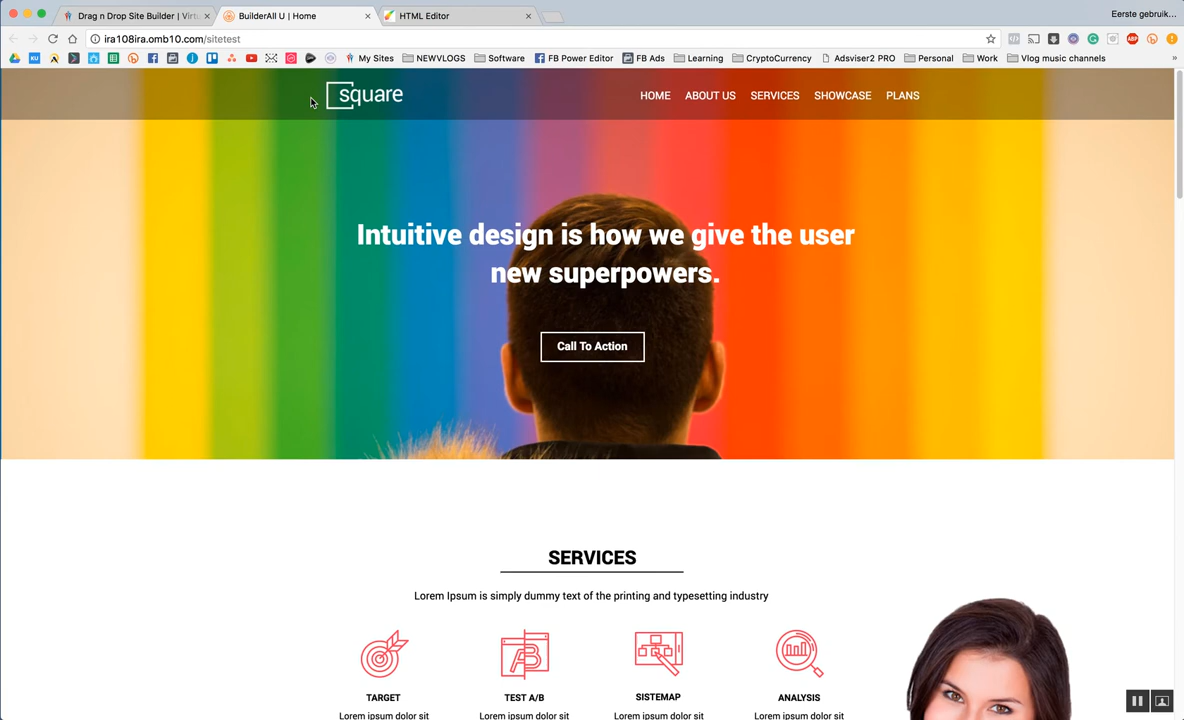 Drag n Drop Site Builder | Virtu
BuilderAll U | Home
HTML Editor
Eerste gebruik...
ira108ira.omb10.com/sitetest
My Sites
NEWVLOGS
Software
FB Power Editor
FB Ads
Learning
CryptoCurrency
Adsviser2 PRO
Personal
Work
Vlog music channels
»
square
HOME
ABOUT US
SERVICES
SHOWCASE
PLANS
Intuitive design is how we give the user
new superpowers.
Call To Action
SERVICES
Lorem Ipsum is simply dummy text of the printing and typesetting industry
TARGET
TEST A/B
SISTEMAP
ANALYSIS
Lorem ipsum dolor sit
Lorem ipsum dolor sit
Lorem ipsum dolor sit
Lorem ipsum dolor sit